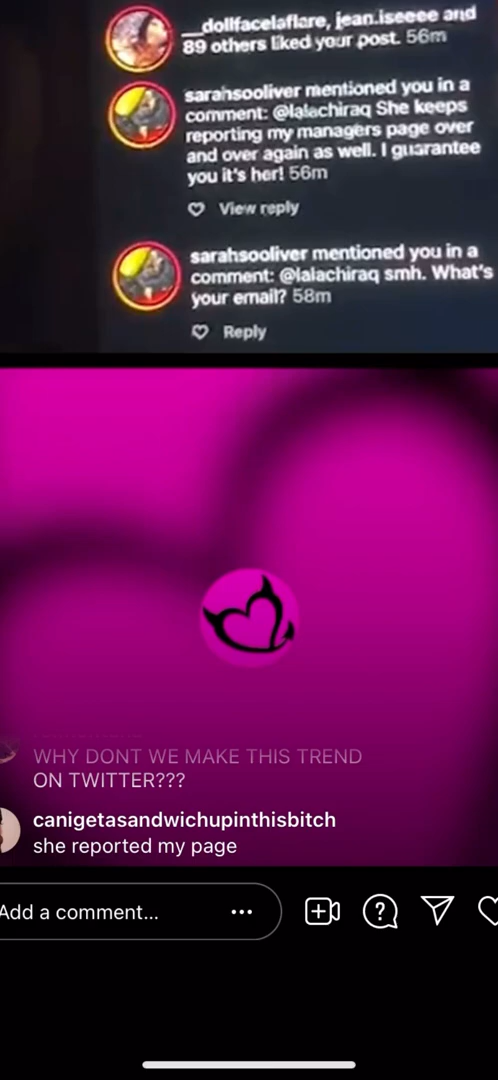 __dollfacelaflare, jean.iseeee and
89 others liked your post. 56m
sarahsooliver mentioned you in a
comment: @lalachiraq She keeps
reporting my managers page over
and over again as well. I guarantee
you it's her! 56m
View reply
sarahsooliver mentioned you in a
comment: @lalachiraq smh. What's
your email? 58m
Reply
WHY DONT WE MAKE THIS TREND
ON TWITTER???
canigetasandwichupinthisbitch
she reported my page
Add a comment...